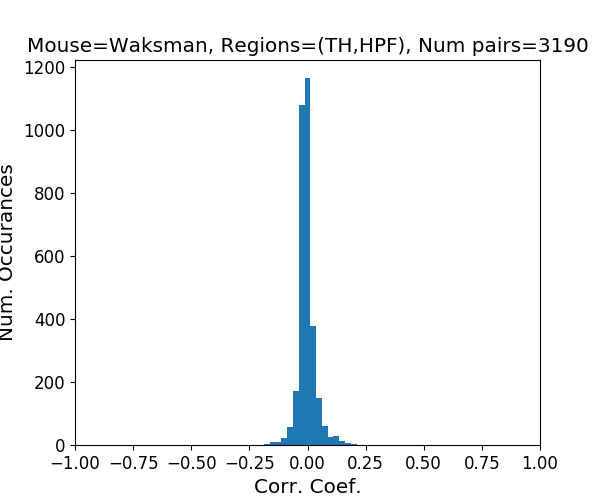 Mouse=Waksman, Regions=(TH,HPF), Num pairs=3190
1200
1000
800
600
400
200
0
Num. Occurances
−1.00 −0.75 −0.50 −0.25 0.00 0.25 0.50 0.75 1.00
Corr. Coef.